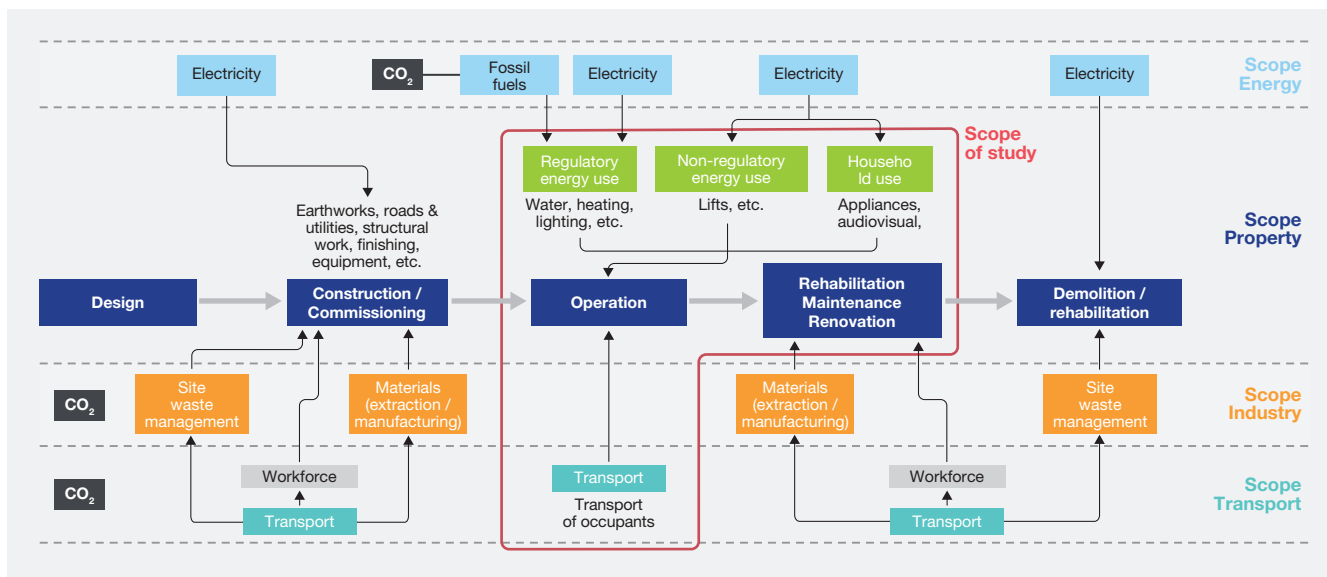 Electricity
CO2
Fossil
fuels
Electricity
Electricity
Electricity
Scope
Energy
Scope
of study
Regulatory
energy use
Non-regulatory
energy use
Househo
ld use
Water, heating,
lighting, etc.
Lifts, etc.
Appliances,
audiovisual,
Earthworks, roads &
utilities, structural
work, finishing,
equipment, etc.
Scope
Property
Design
Construction /
Commissioning
Operation
Rehabilitation
Maintenance
Renovation
Demolition /
rehabilitation
CO2
Site
waste
management
Materials
(extraction /
manufacturing)
Materials
(extraction /
manufacturing)
Site
waste
management
Scope
Industry
CO2
Workforce
Transport
Transport
Transport
of occupants
Workforce
Transport
Scope
Transport